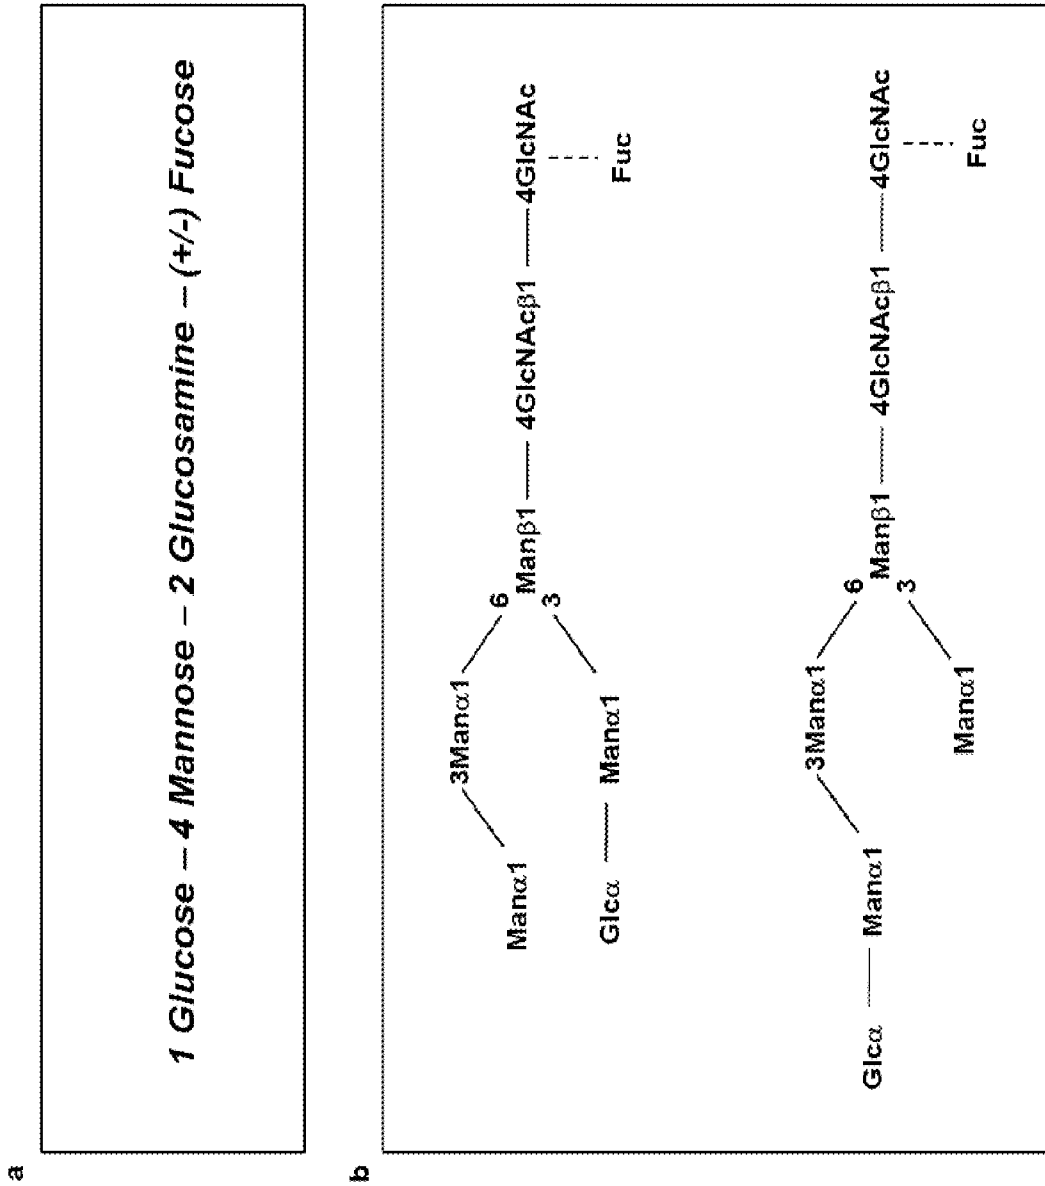 a
1 Glucose – 4 Mannose – 2 Glucosamine – (+/-) Fucose
b
3Manα1
6
Manα1 Manβ1 — 4GlcNAcβ1 — 4GlcNAc
3
Glcα — Manα1 Fuc
3Manα1
6
Glcα — Manα1 Manβ1 — 4GlcNAcβ1 — 4GlcNAc
3
Manα1 Fuc